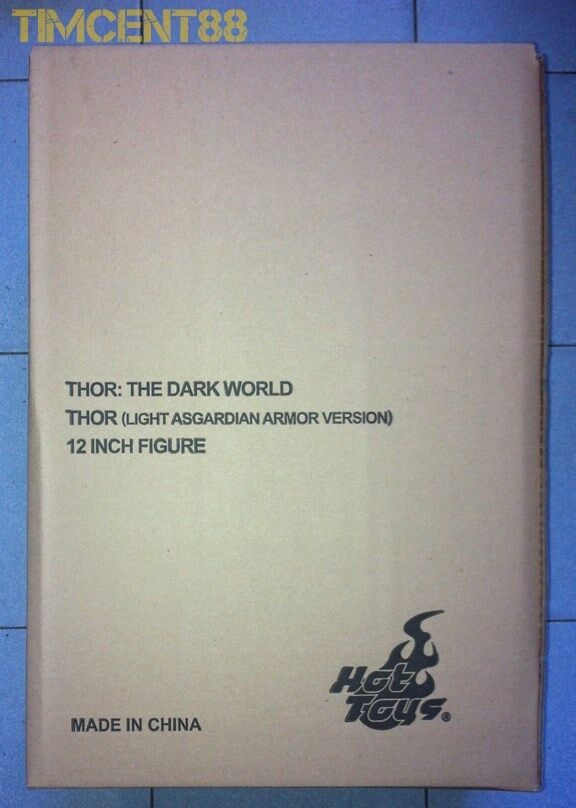 TIMCENT88
THOR: THE DARK WORLD
THOR (LIGHT ASGARDIAN ARMOR VERSION)
12 INCH FIGURE
Hot
Toys®
MADE IN CHINA